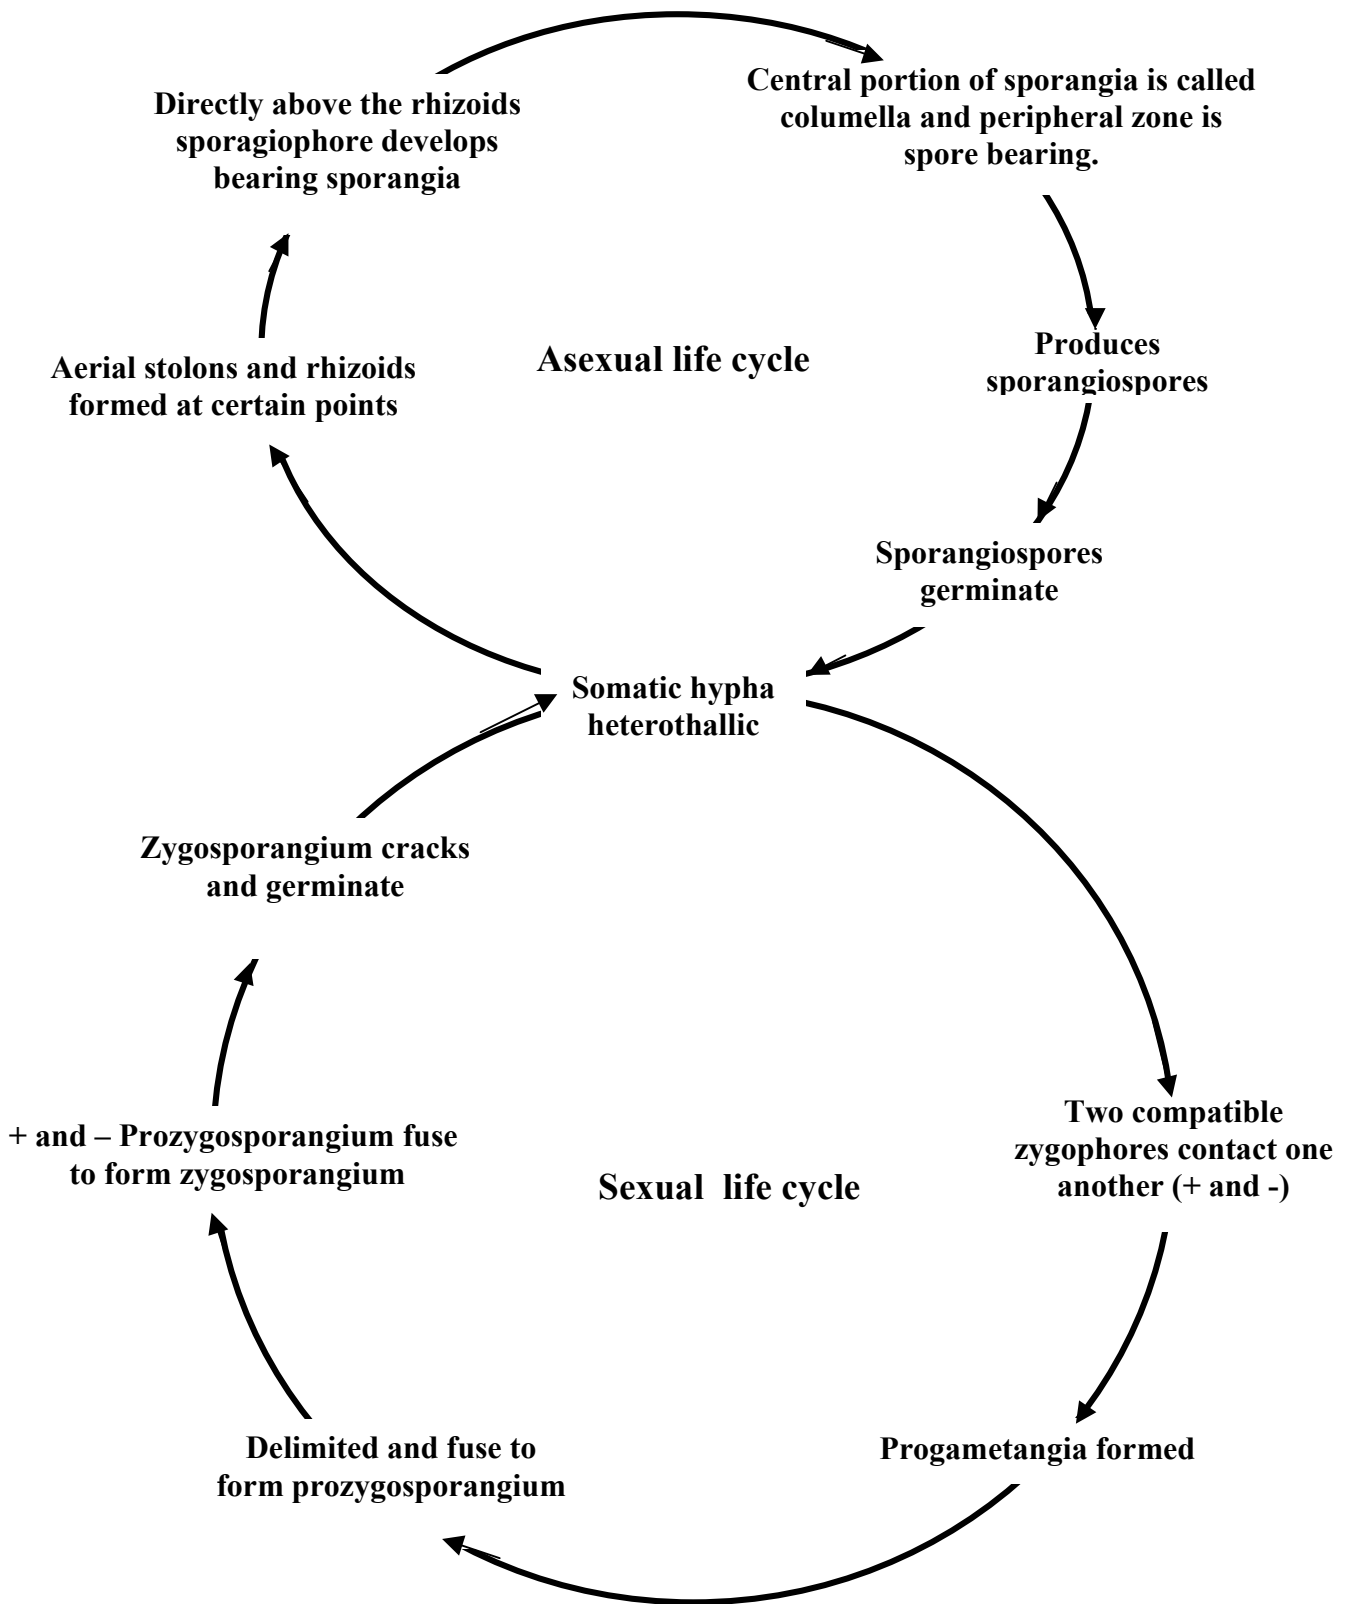 Directly above the rhizoids
sporagiophore develops
bearing sporangia
Central portion of sporangia is called
columella and peripheral zone is
spore bearing.
Produces
sporangiospores
Sporangiospores
germinate
Asexual life cycle
Aerial stolons and rhizoids
formed at certain points
Somatic hypha
heterothallic
Two compatible
zygophores contact one
another (+ and -)
Progametangia formed
Delimited and fuse to
form prozygosporangium
+ and – Prozygosporangium fuse
to form zygosporangium
Zygosporangium cracks
and germinate
Sexual  life cycle